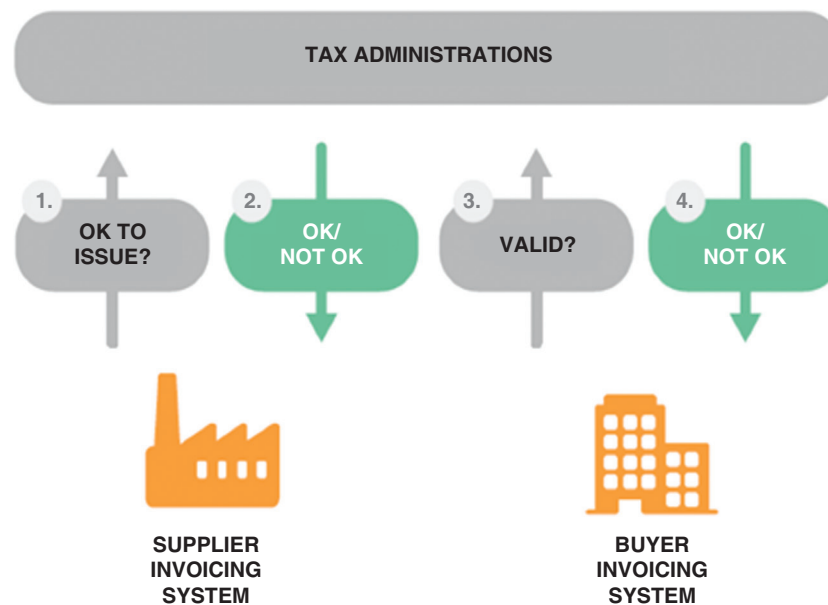 TAX ADMINISTRATIONS
1.
OK TO
ISSUE?
2.
OK/
NOT OK
3.
VALID?
4.
OK/
NOT OK
SUPPLIER
INVOICING
SYSTEM
BUYER
INVOICING
SYSTEM